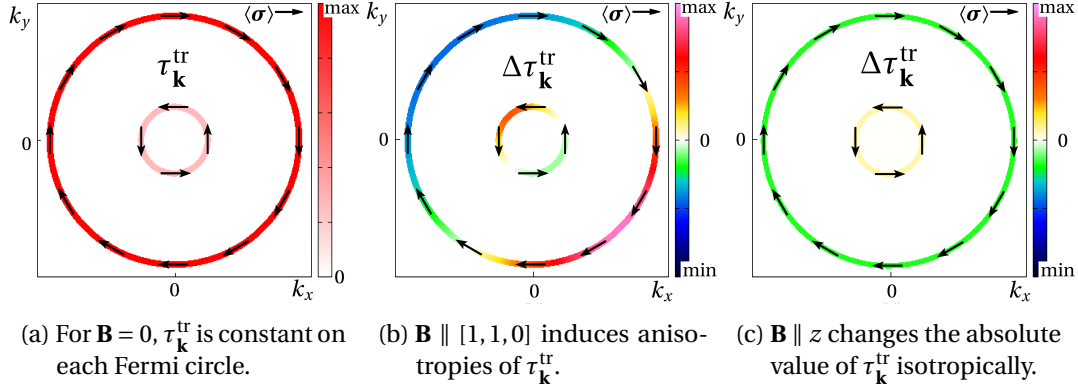 k_y
⟨σ⟩
max
τ_k^tr
0
0
0
k_x
(a) For B = 0, τ_k^tr is constant on
each Fermi circle.
k_y
⟨σ⟩
max
Δτ_k^tr
0
0
min
0
k_x
(b) B ∥ [1, 1, 0] induces aniso-
tropies of τ_k^tr.
k_y
⟨σ⟩
max
Δτ_k^tr
0
0
min
0
k_x
(c) B ∥ z changes the absolute
value of τ_k^tr isotropically.